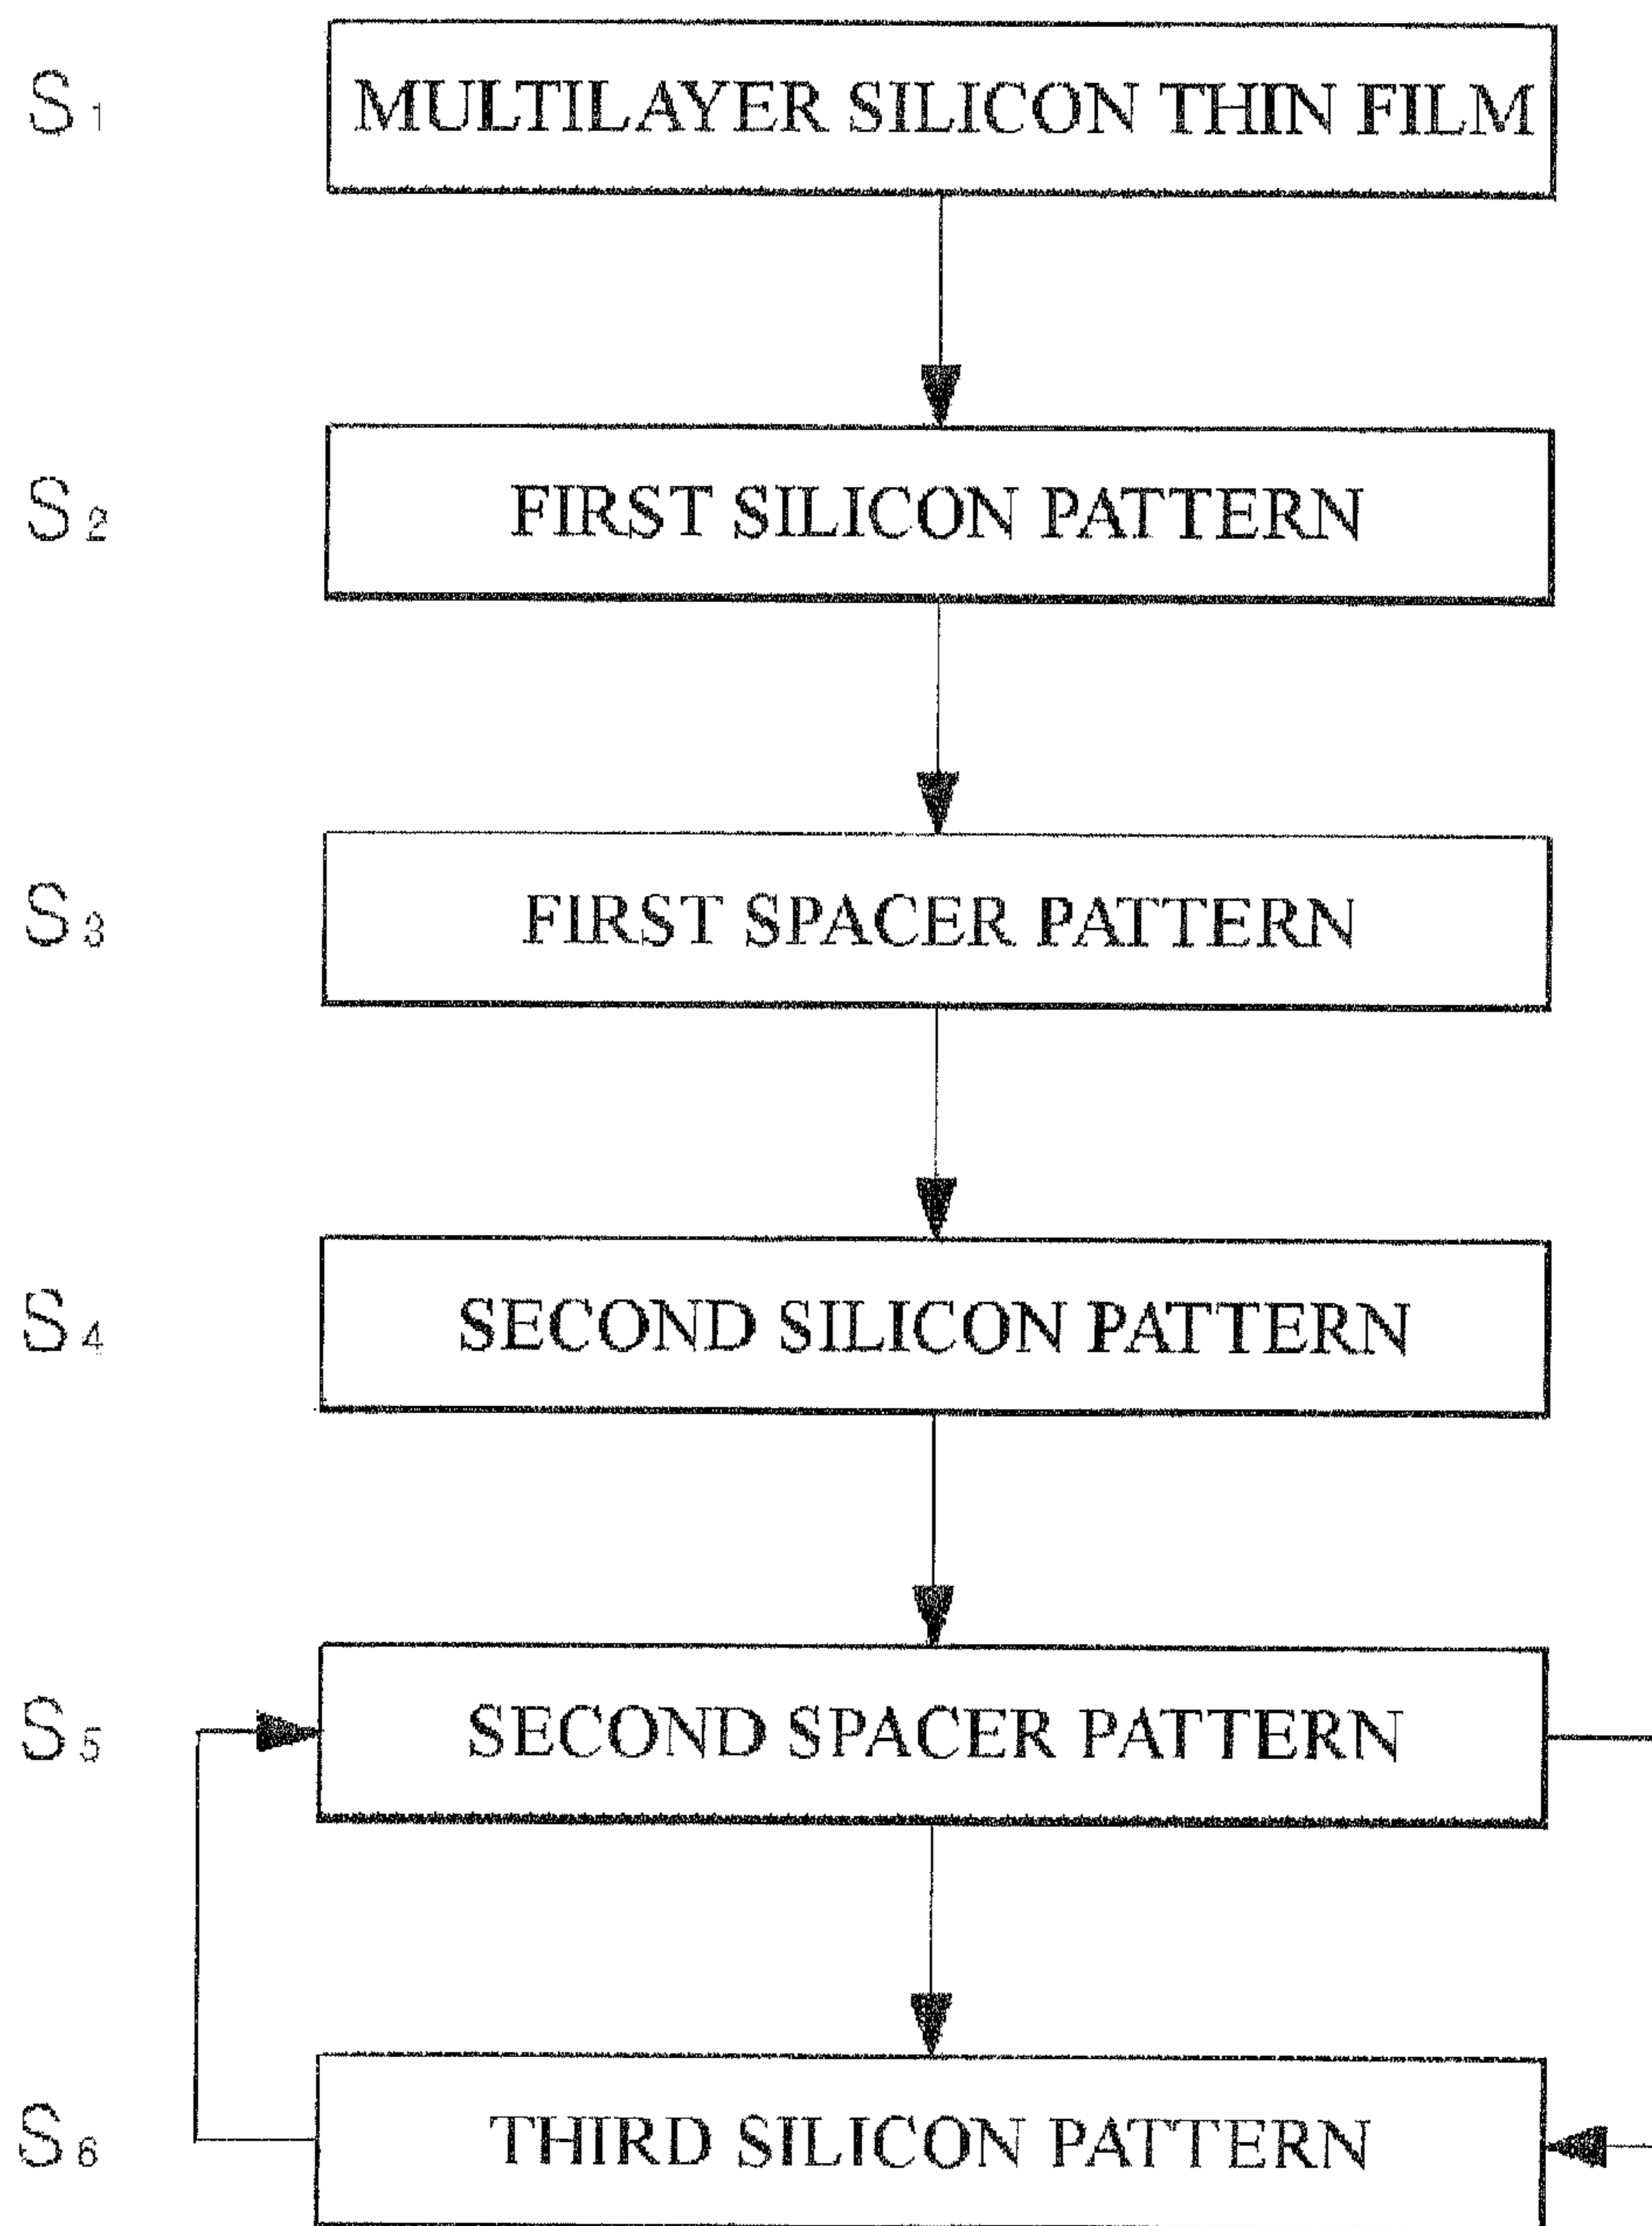 S1 MULTILAYER SILICON THIN FILM
S2 FIRST SILICON PATTERN
S3 FIRST SPACER PATTERN
S4 SECOND SILICON PATTERN
S5 SECOND SPACER PATTERN
S6 THIRD SILICON PATTERN